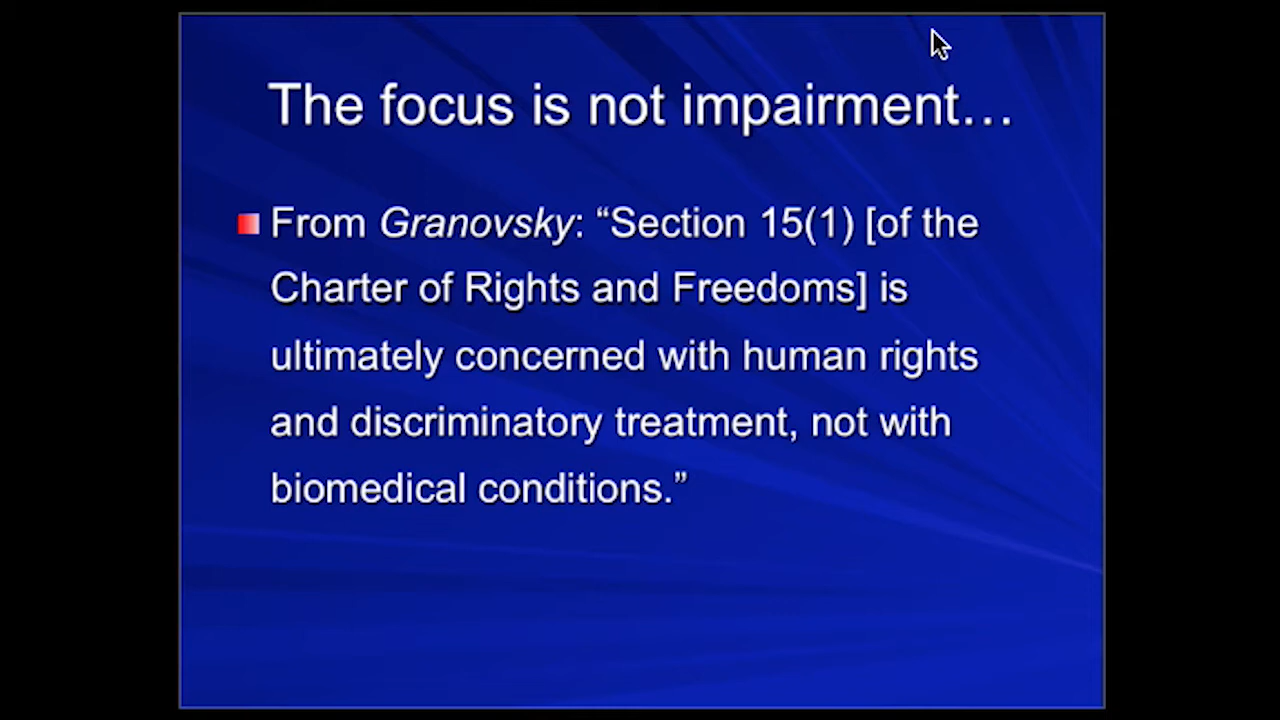 The focus is not impairment…
From Granovsky: “Section 15(1) [of the
Charter of Rights and Freedoms] is
ultimately concerned with human rights
and discriminatory treatment, not with
biomedical conditions.”